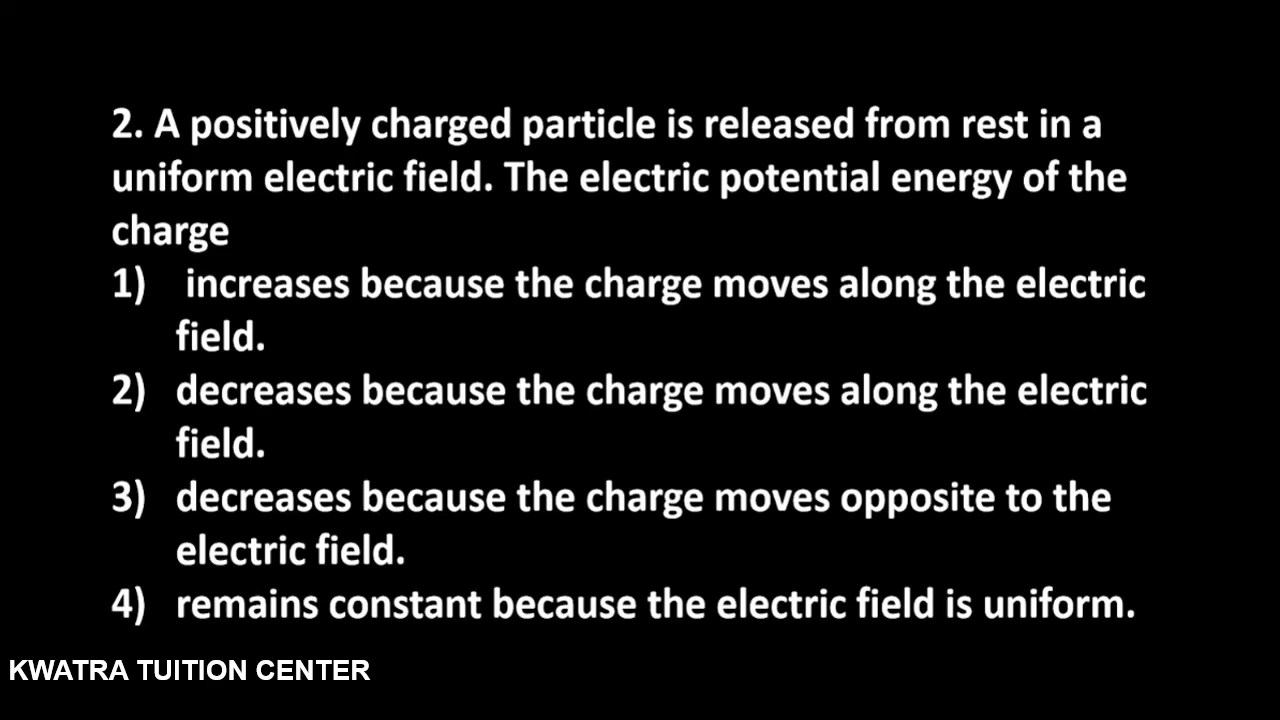 2. A positively charged particle is released from rest in a
uniform electric field. The electric potential energy of the
charge
1) increases because the charge moves along the electric
field.
2) decreases because the charge moves along the electric
field.
3) decreases because the charge moves opposite to the
electric field.
4) remains constant because the electric field is uniform.
KWATRA TUITION CENTER